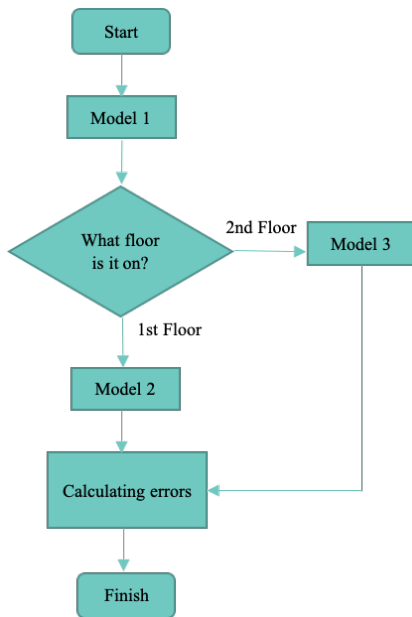 Start
Model 1
What floor
is it on?
2nd Floor
Model 3
1st Floor
Model 2
Calculating errors
Finish